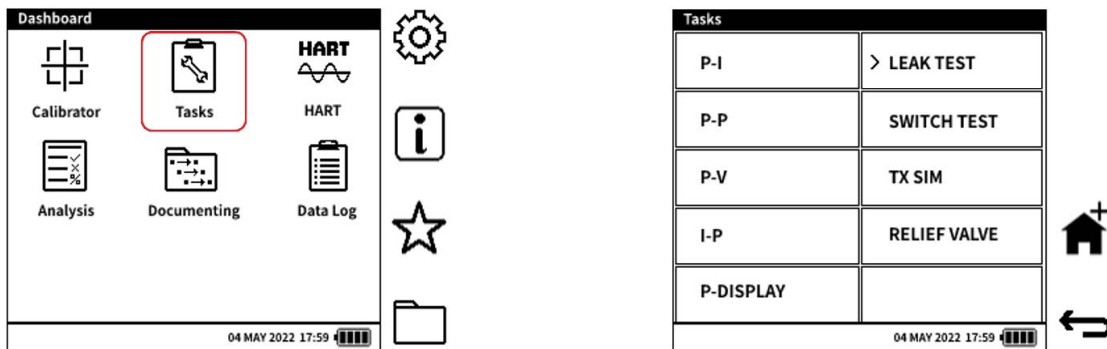 Dashboard
HART
Calibrator Tasks HART
Analysis Documenting Data Log
04 MAY 2022 17:59
i
Tasks
P-I > LEAK TEST
P-P SWITCH TEST
P-V TX SIM
I-P RELIEF VALVE
P-DISPLAY
04 MAY 2022 17:59